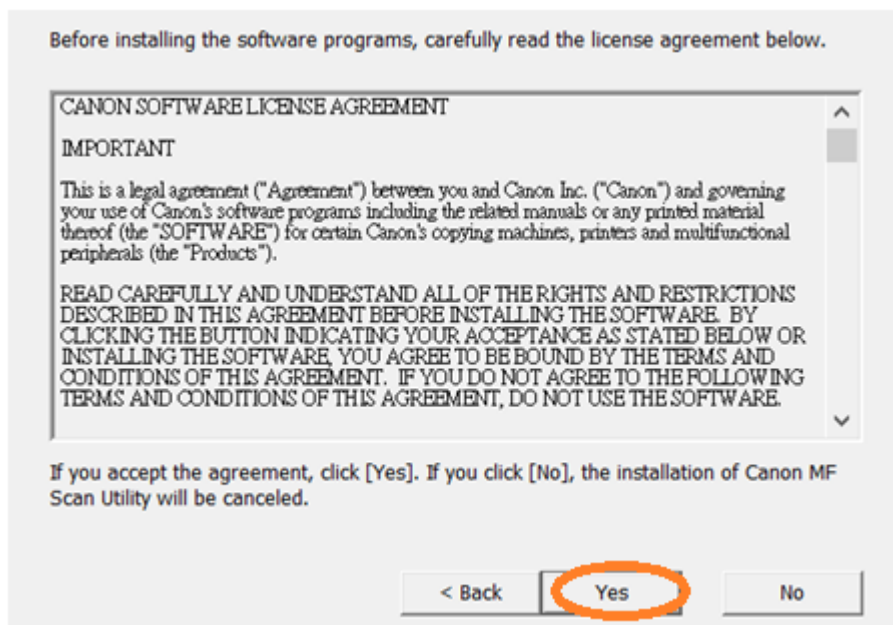 Before installing the software programs, carefully read the license agreement below.
CANON SOFTWARE LICENSE AGREEMENT
IMPORTANT
This is a legal agreement ("Agreement") between you and Canon Inc. ("Canon") and governing
your use of Canon's software programs including the related manuals or any printed material
thereof (the "SOFTWARE") for certain Canon's copying machines, printers and multifunctional
peripherals (the "Products").
READ CAREFULLY AND UNDERSTAND ALL OF THE RIGHTS AND RESTRICTIONS
DESCRIBED IN THIS AGREEMENT BEFORE INSTALLING THE SOFTWARE. BY
CLICKING THE BUTTON INDICATING YOUR ACCEPTANCE AS STATED BELOW OR
INSTALLING THE SOFTWARE, YOU AGREE TO BE BOUND BY THE TERMS AND
CONDITIONS OF THIS AGREEMENT. IF YOU DO NOT AGREE TO THE FOLLOWING
TERMS AND CONDITIONS OF THIS AGREEMENT, DO NOT USE THE SOFTWARE.
If you accept the agreement, click [Yes]. If you click [No], the installation of Canon MF
Scan Utility will be canceled.
< Back Yes No